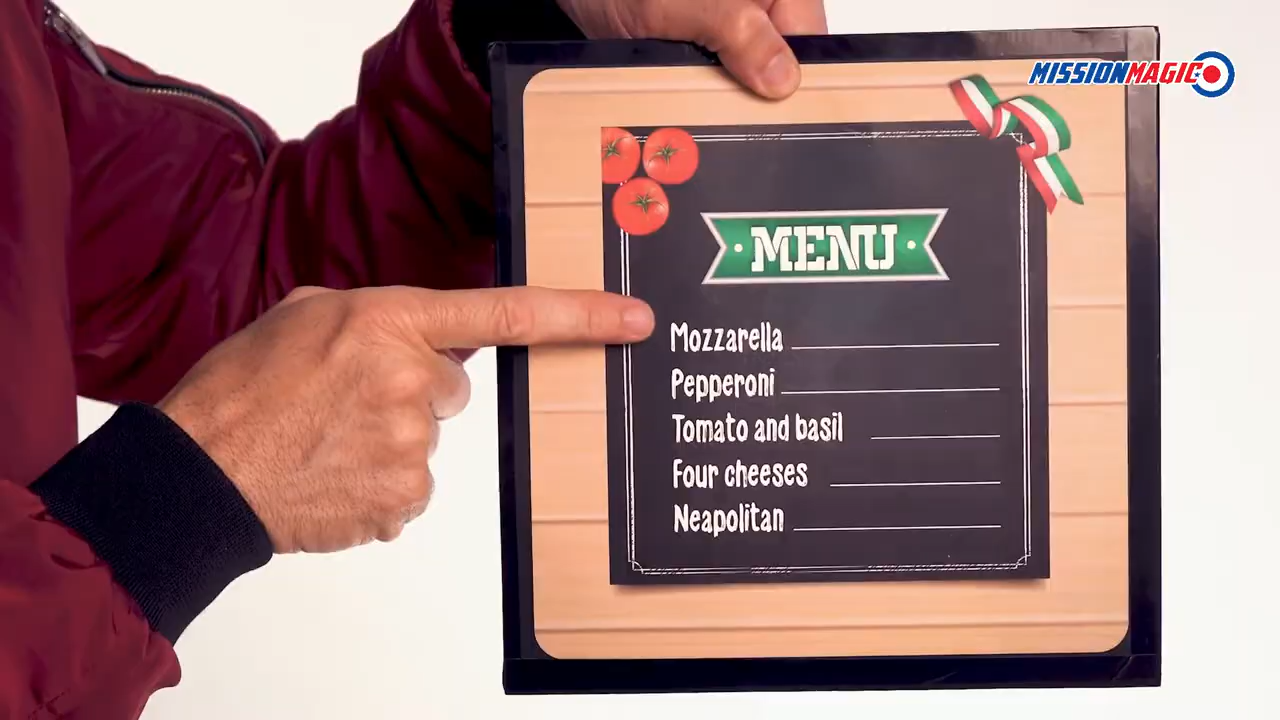 MISSIONMAGIC
MENU
Mozzarella
Pepperoni
Tomato and basil
Four cheeses
Neapolitan